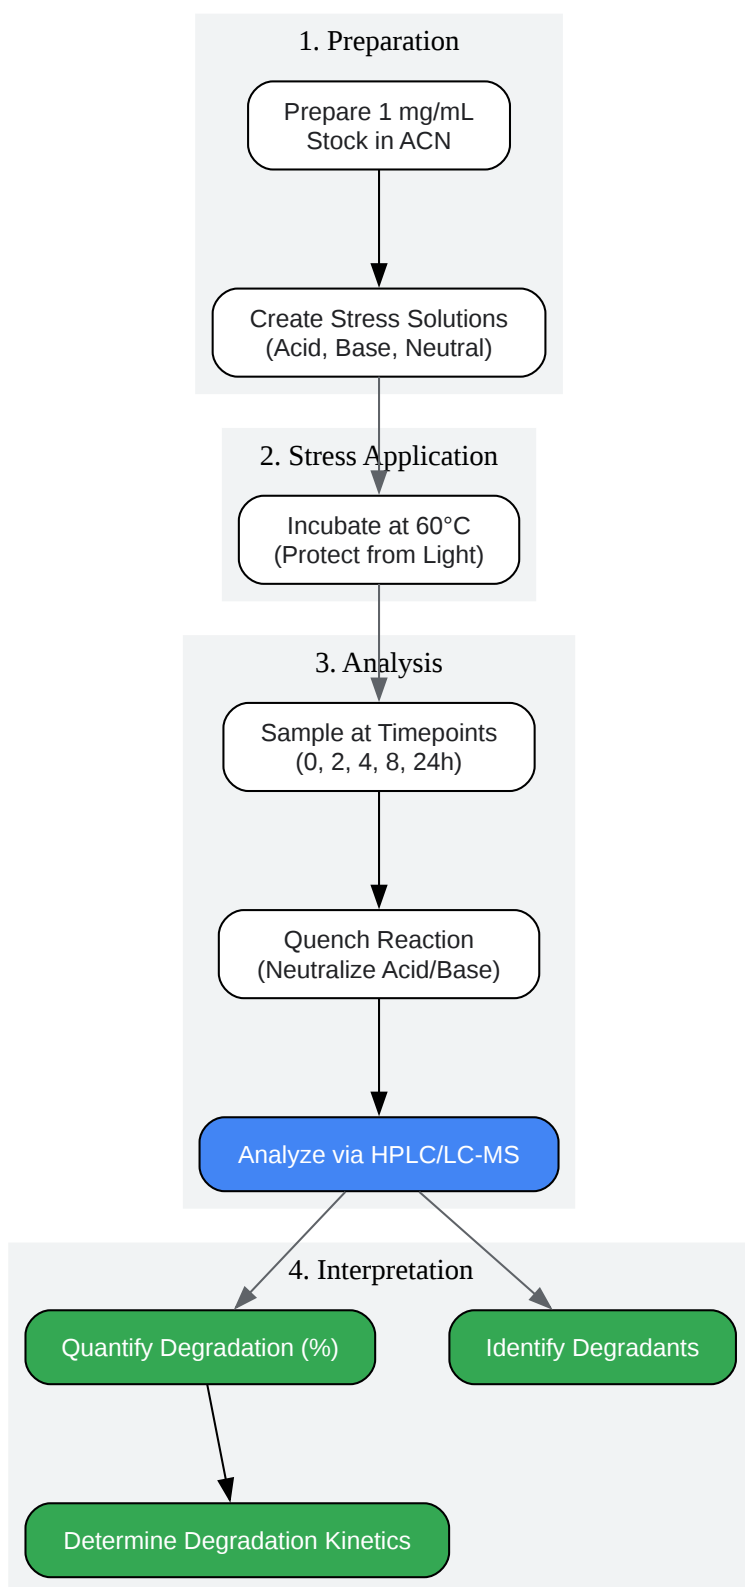 1. Preparation
Prepare 1 mg/mL
Stock in ACN
Create Stress Solutions
(Acid, Base, Neutral)
2. Stress Application
Incubate at 60°C
(Protect from Light)
3. Analysis
Sample at Timepoints
(0, 2, 4, 8, 24h)
Quench Reaction
(Neutralize Acid/Base)
Analyze via HPLC/LC-MS
4. Interpretation
Quantify Degradation (%)
Identify Degradants
Determine Degradation Kinetics